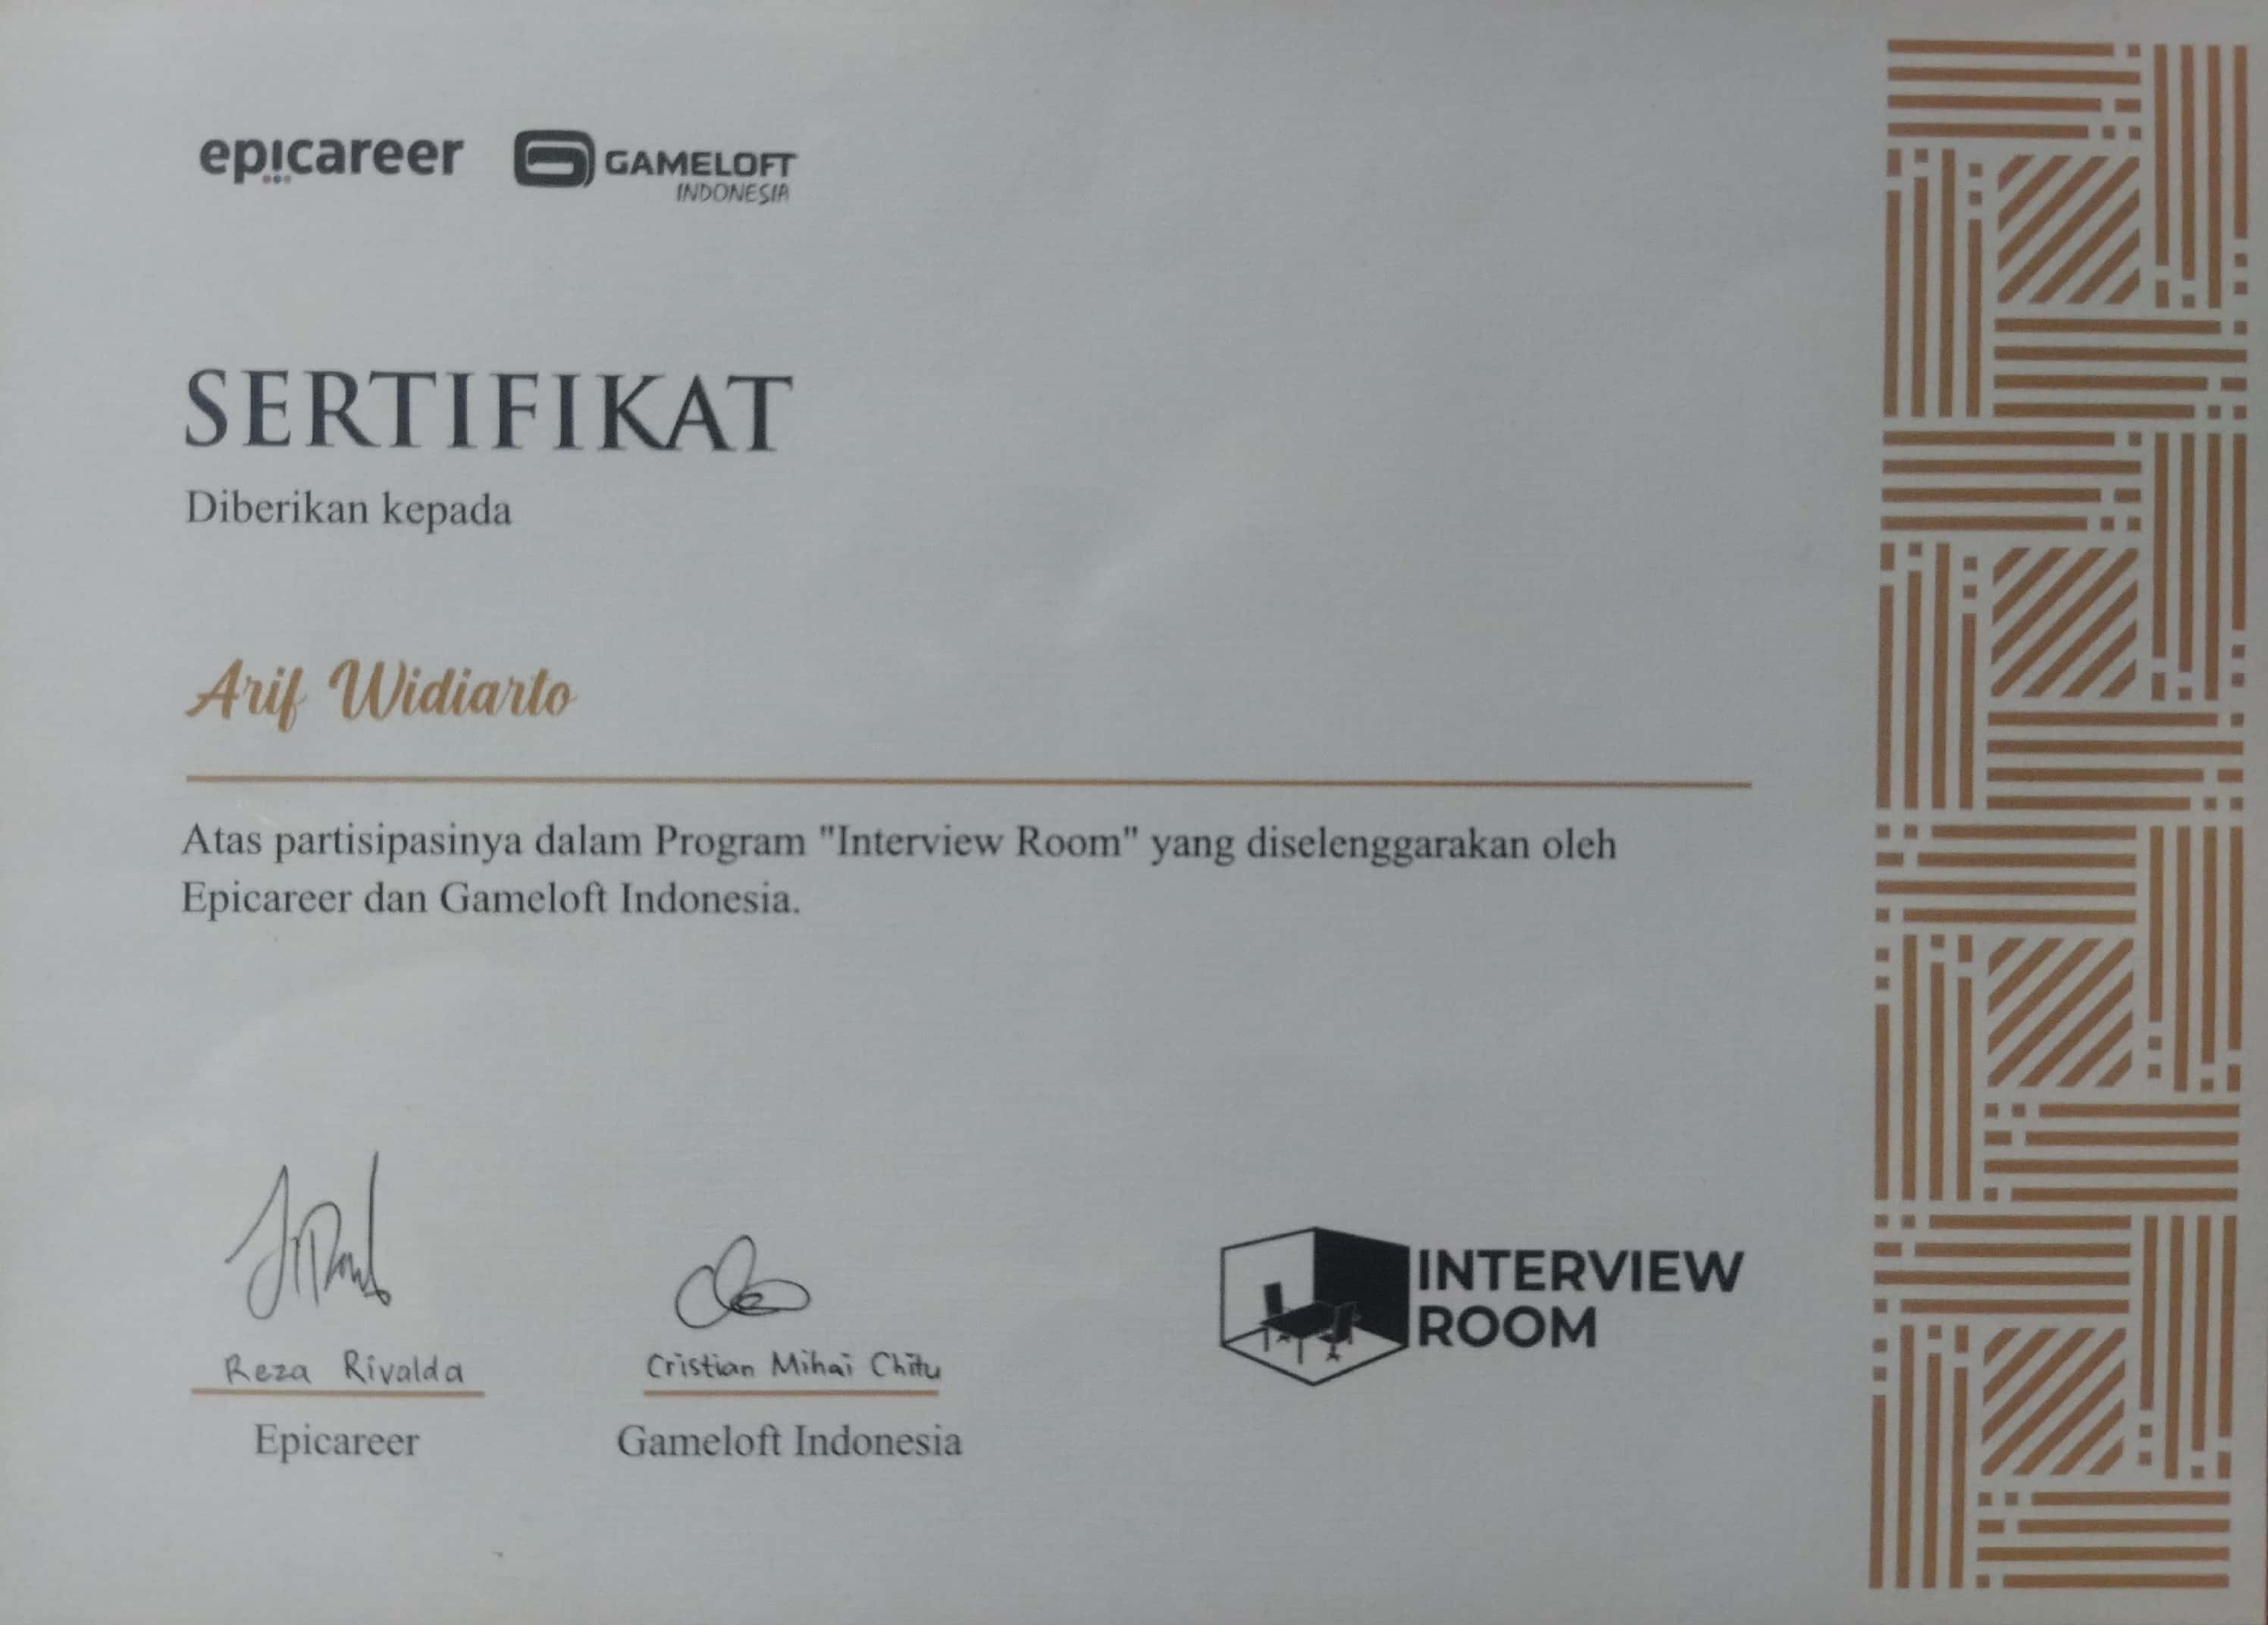 epicareer GAMELOFT
INDONESIA
SERTIFIKAT
Diberikan kepada
Arif Widiarto
Atas partisipasinya dalam Program "Interview Room" yang diselenggarakan oleh
Epicareer dan Gameloft Indonesia.
Reza Rivalda
Epicareer
Cristian Mihai Chitu
Gameloft Indonesia
INTERVIEW
ROOM